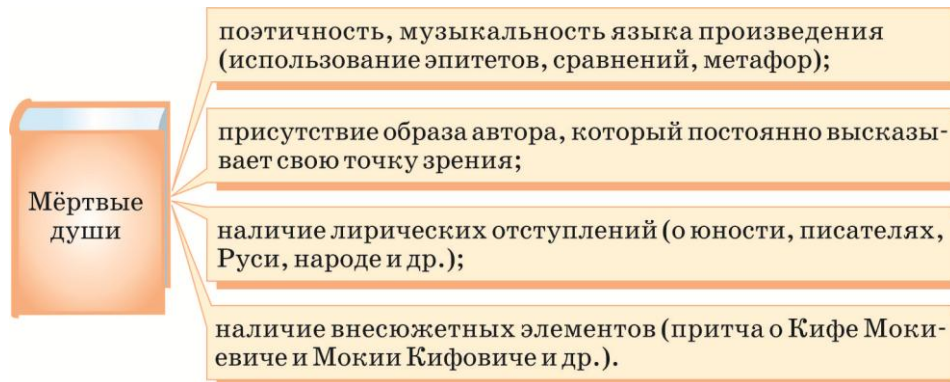 поэтичность, музыкальность языка произведения
(использование эпитетов, сравнений, метафор);
присутствие образа автора, который постоянно высказы-
вает свою точку зрения;
Мёртвые
души
наличие лирических отступлений (о юности, писателях,
Руси, народе и др.);
наличие внесюжетных элементов (притча о Кифе Моки-
евиче и Мокии Кифовиче и др.).